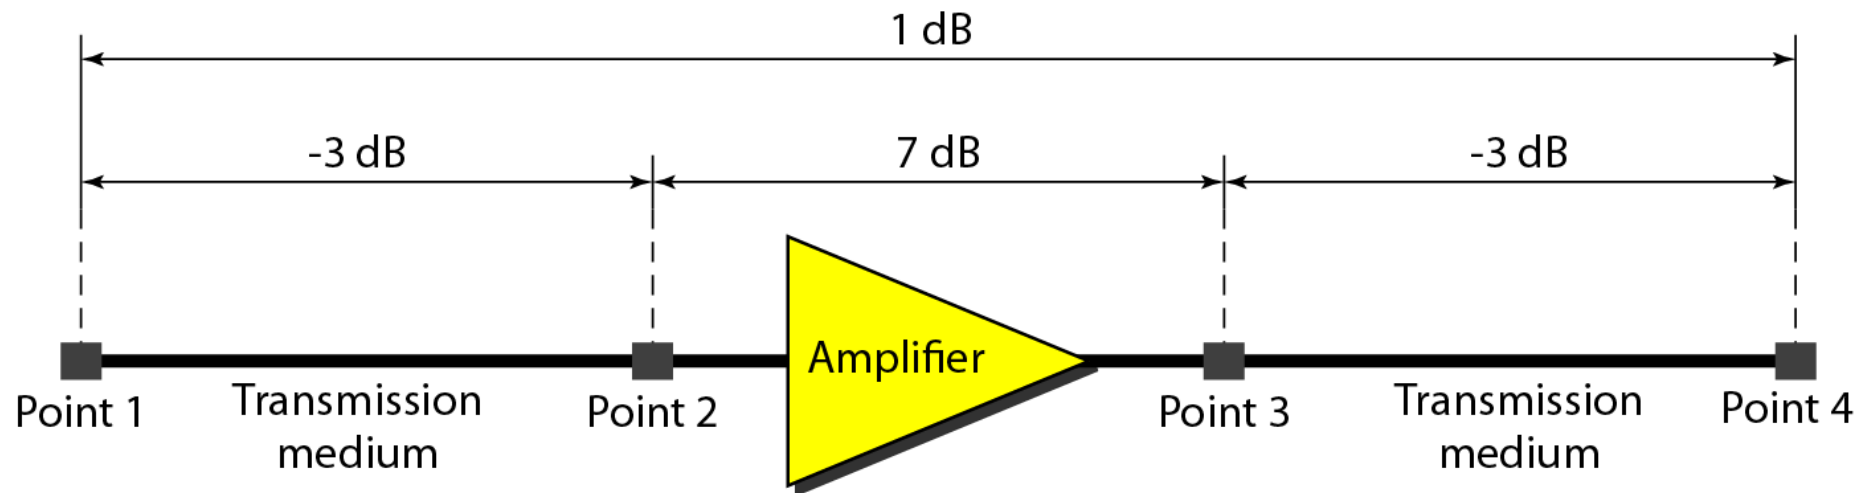 1 dB
-3 dB
7 dB
-3 dB
Amplifier
Point 1
Transmission
medium
Point 2
Point 3
Transmission
medium
Point 4